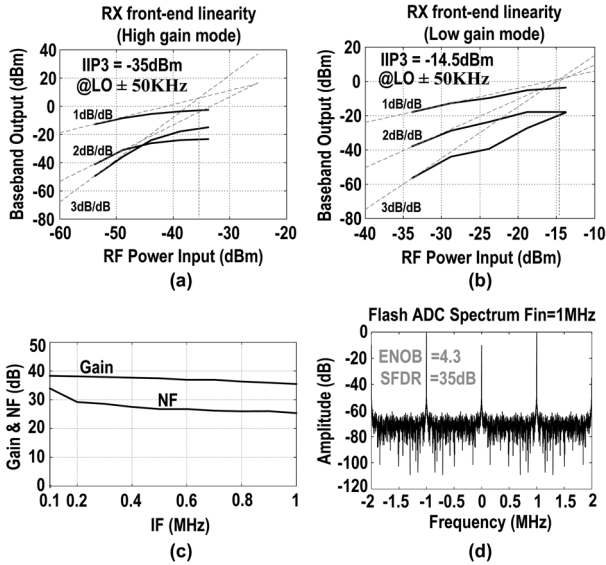 RX front-end linearity
(High gain mode)
Baseband Output (dBm)
40
20
0
-20
-40
-60
-80
IIP3 = -35dBm
@LO ± 50KHz
1dB/dB
2dB/dB
3dB/dB
-60 -50 -40 -30 -20
RF Power Input (dBm)
(a)
RX front-end linearity
(Low gain mode)
Baseband Output (dBm)
20
0
-20
-40
-60
-80
IIP3 = -14.5dBm
@LO ± 50KHz
1dB/dB
2dB/dB
3dB/dB
-40 -35 -30 -25 -20 -15 -10
RF Power Input (dBm)
(b)
Gain & NF (dB)
50
40
30
20
10
0
Gain
NF
0.1 0.2 0.4 0.6 0.8 1
IF (MHz)
(c)
Flash ADC Spectrum Fin=1MHz
Amplitude (dB)
0
-20
-40
-60
-80
-100
-120
ENOB =4.3
SFDR =35dB
-2 -1.5 -1 -0.5 0 0.5 1 1.5 2
Frequency (MHz)
(d)